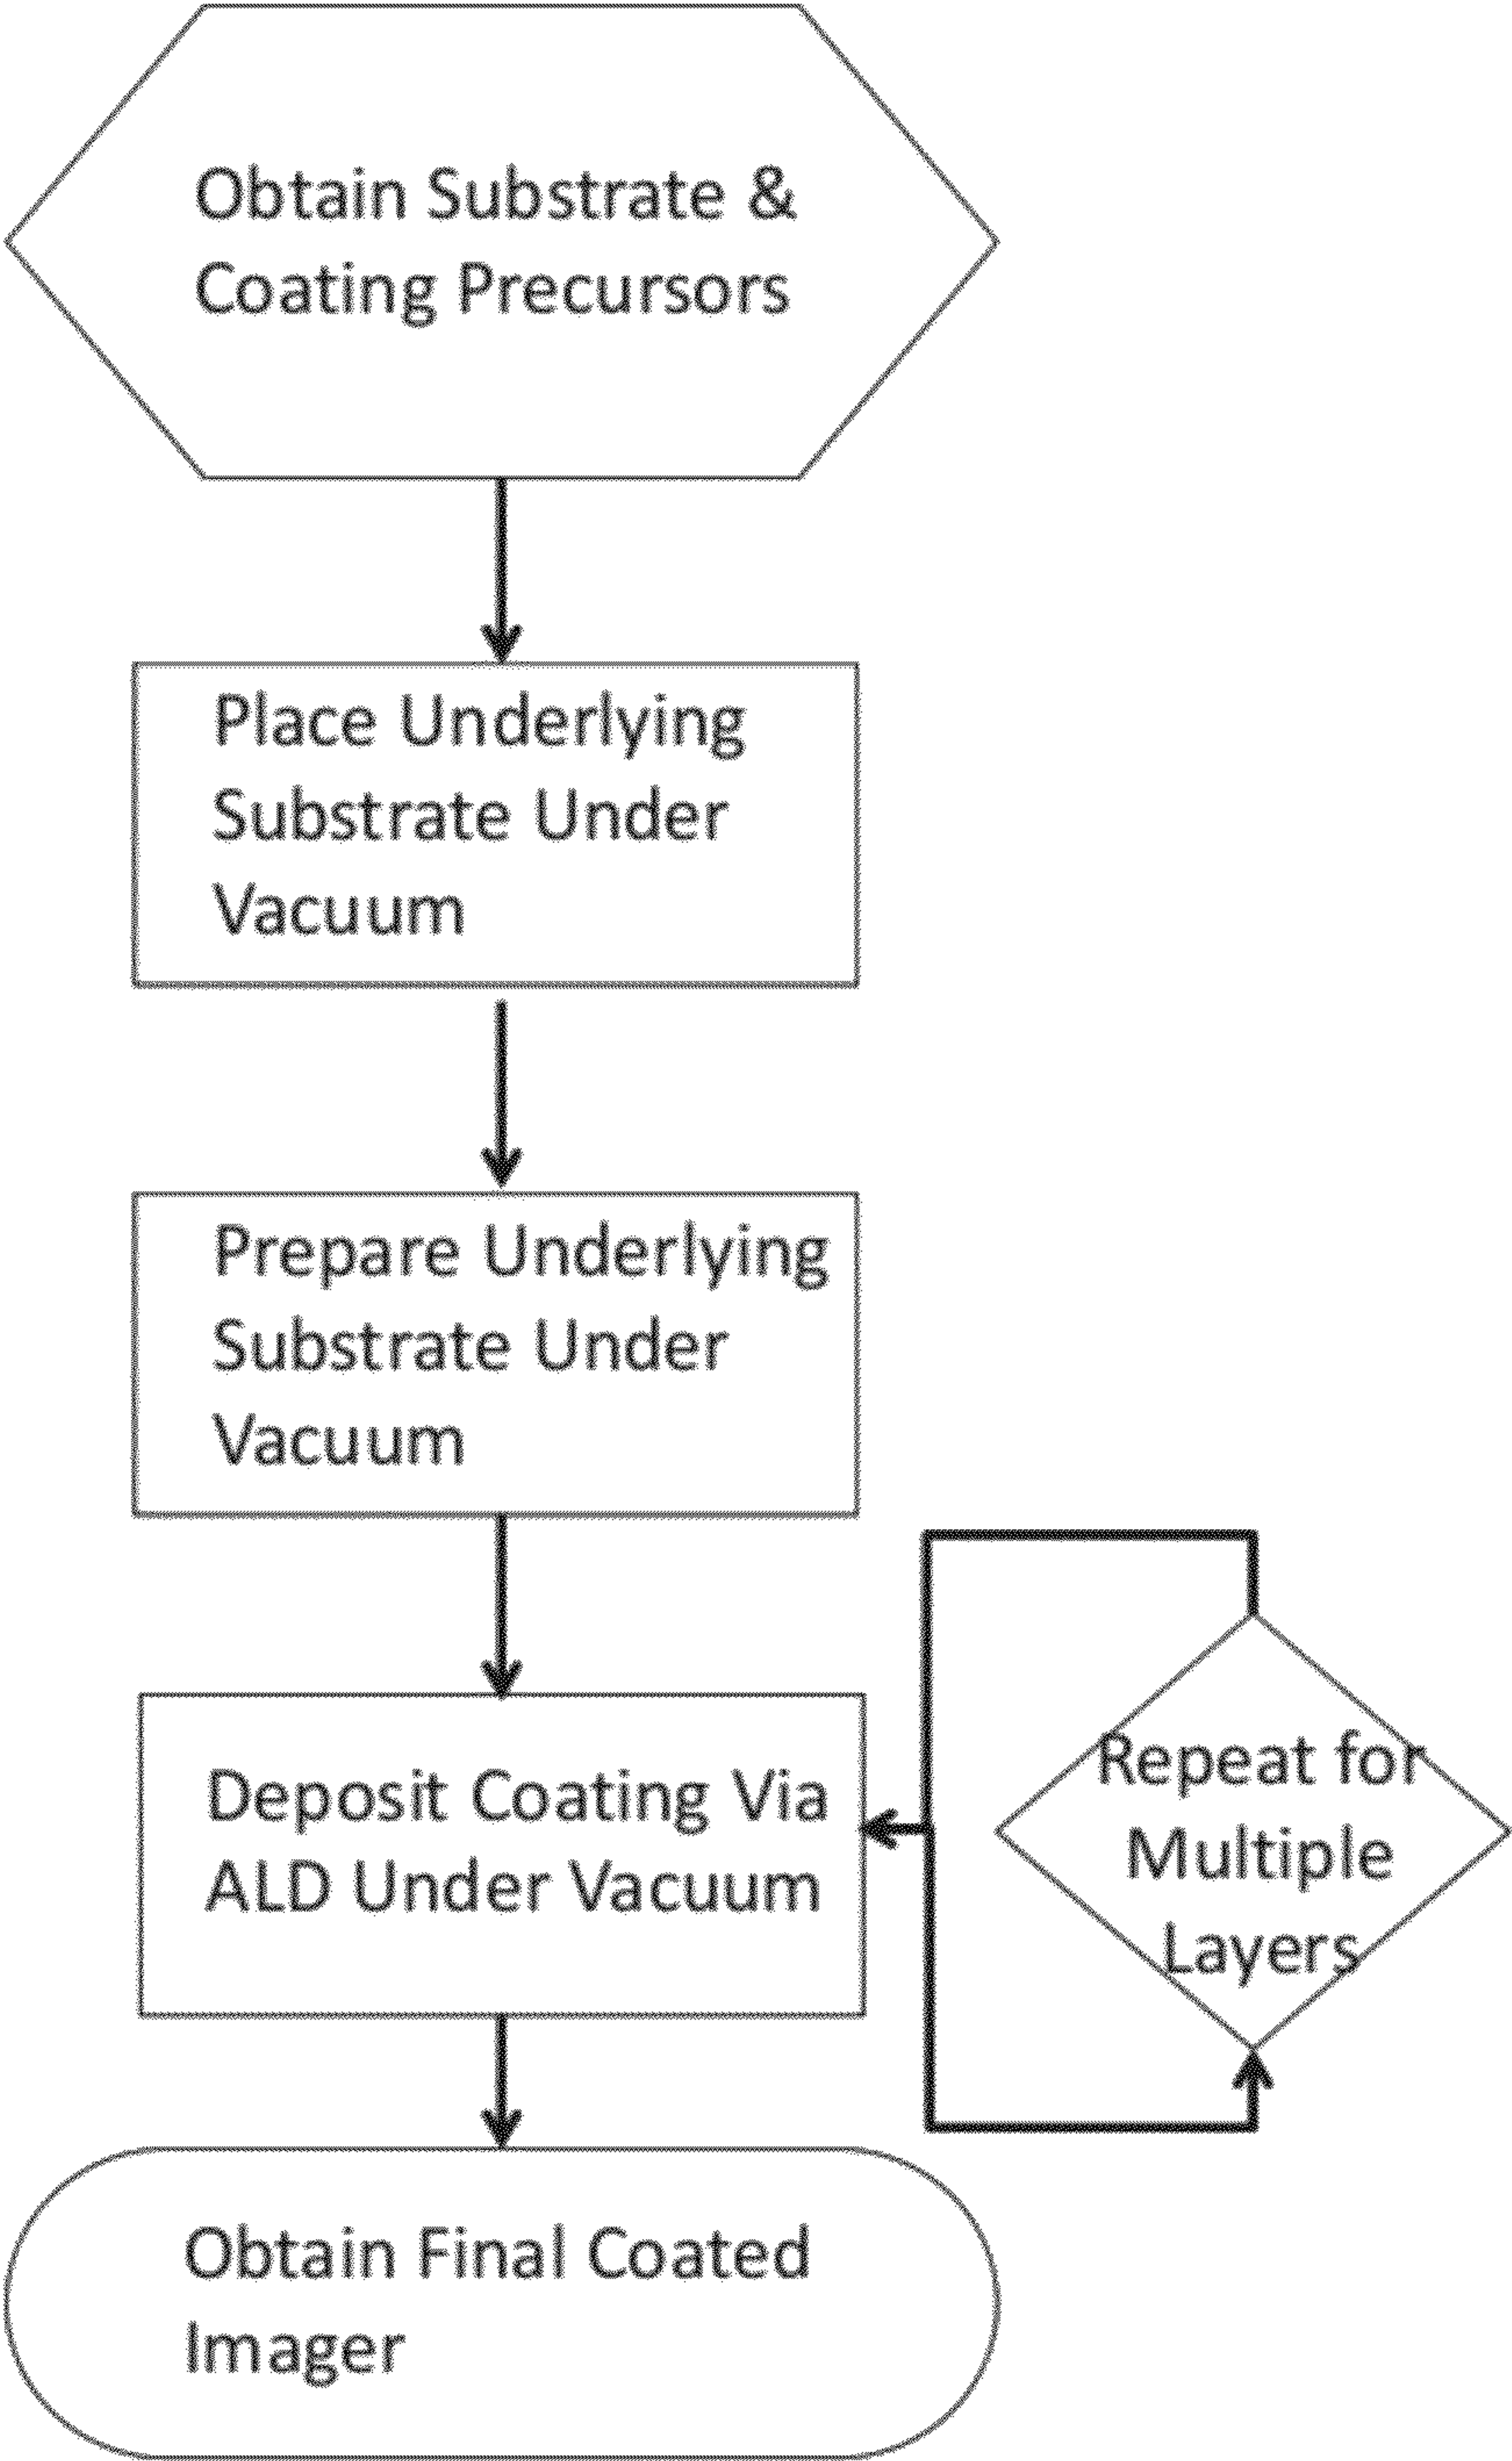 Obtain Substrate &
Coating Precursors
Place Underlying
Substrate Under
Vacuum
Prepare Underlying
Substrate Under
Vacuum
Deposit Coating Via
ALD Under Vacuum
Repeat for
Multiple
Layers
Obtain Final Coated
Imager